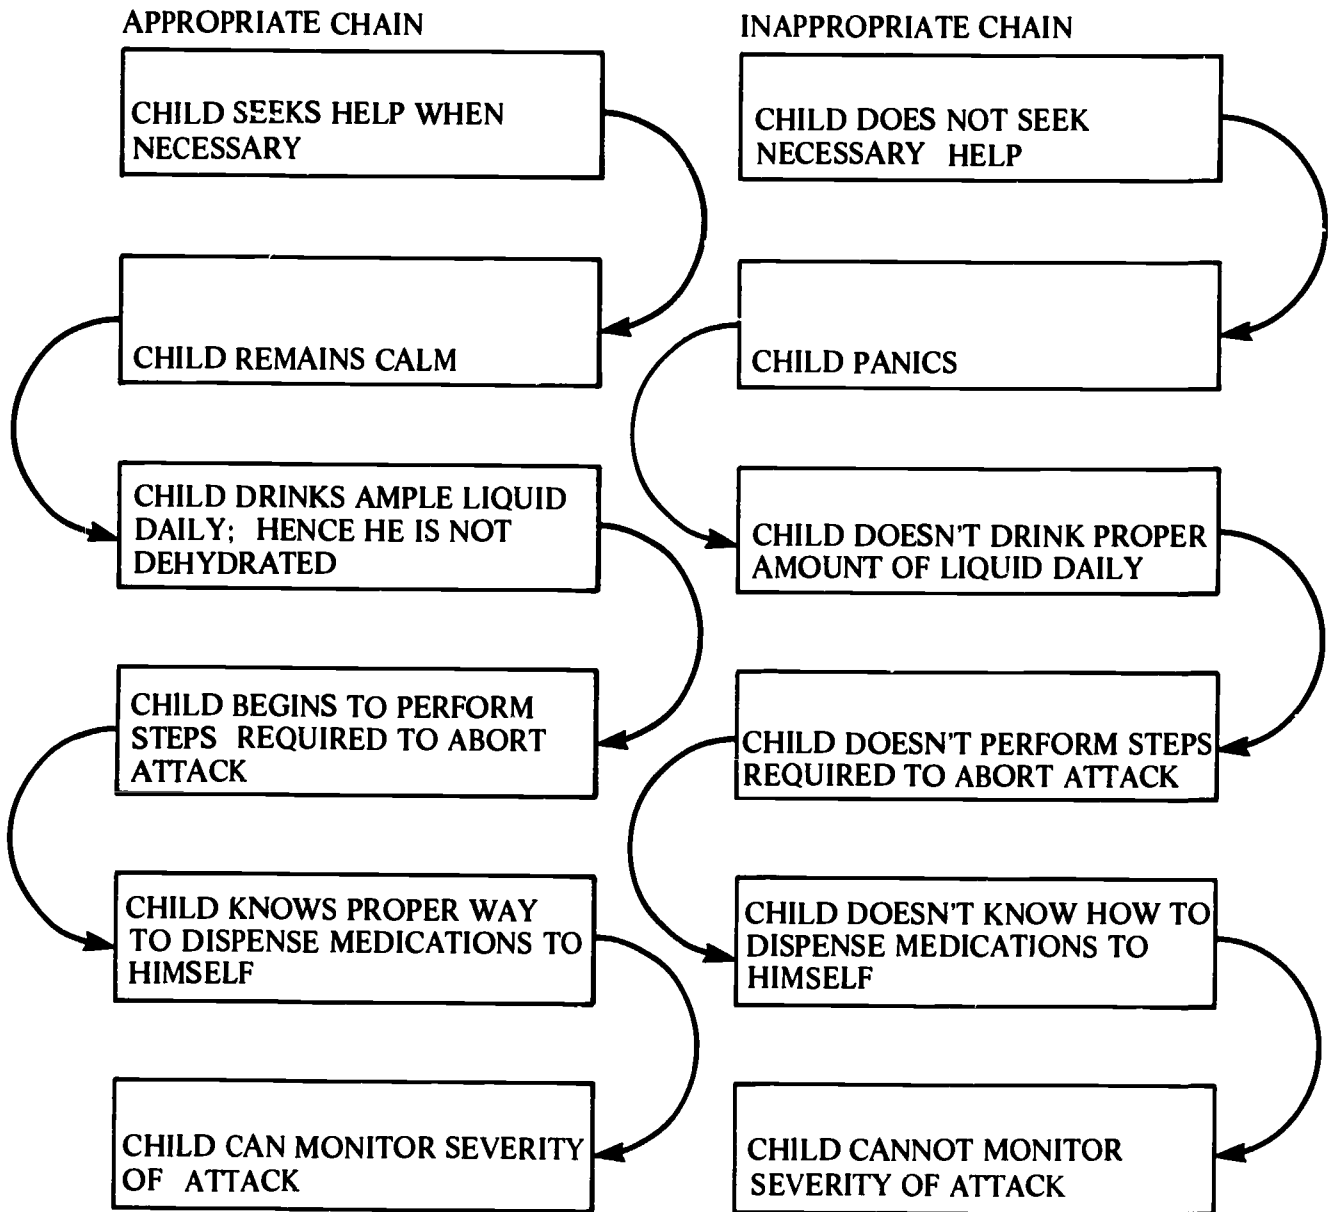 APPROPRIATE CHAIN
CHILD SEEKS HELP WHEN
NECESSARY
CHILD REMAINS CALM
CHILD DRINKS AMPLE LIQUID
DAILY; HENCE HE IS NOT
DEHYDRATED
CHILD BEGINS TO PERFORM
STEPS REQUIRED TO ABORT
ATTACK
CHILD KNOWS PROPER WAY
TO DISPENSE MEDICATIONS TO
HIMSELF
CHILD CAN MONITOR SEVERITY
OF ATTACK
INAPPROPRIATE CHAIN
CHILD DOES NOT SEEK
NECESSARY HELP
CHILD PANICS
CHILD DOESN'T DRINK PROPER
AMOUNT OF LIQUID DAILY
CHILD DOESN'T PERFORM STEPS
REQUIRED TO ABORT ATTACK
CHILD DOESN'T KNOW HOW TO
DISPENSE MEDICATIONS TO
HIMSELF
CHILD CANNOT MONITOR
SEVERITY OF ATTACK